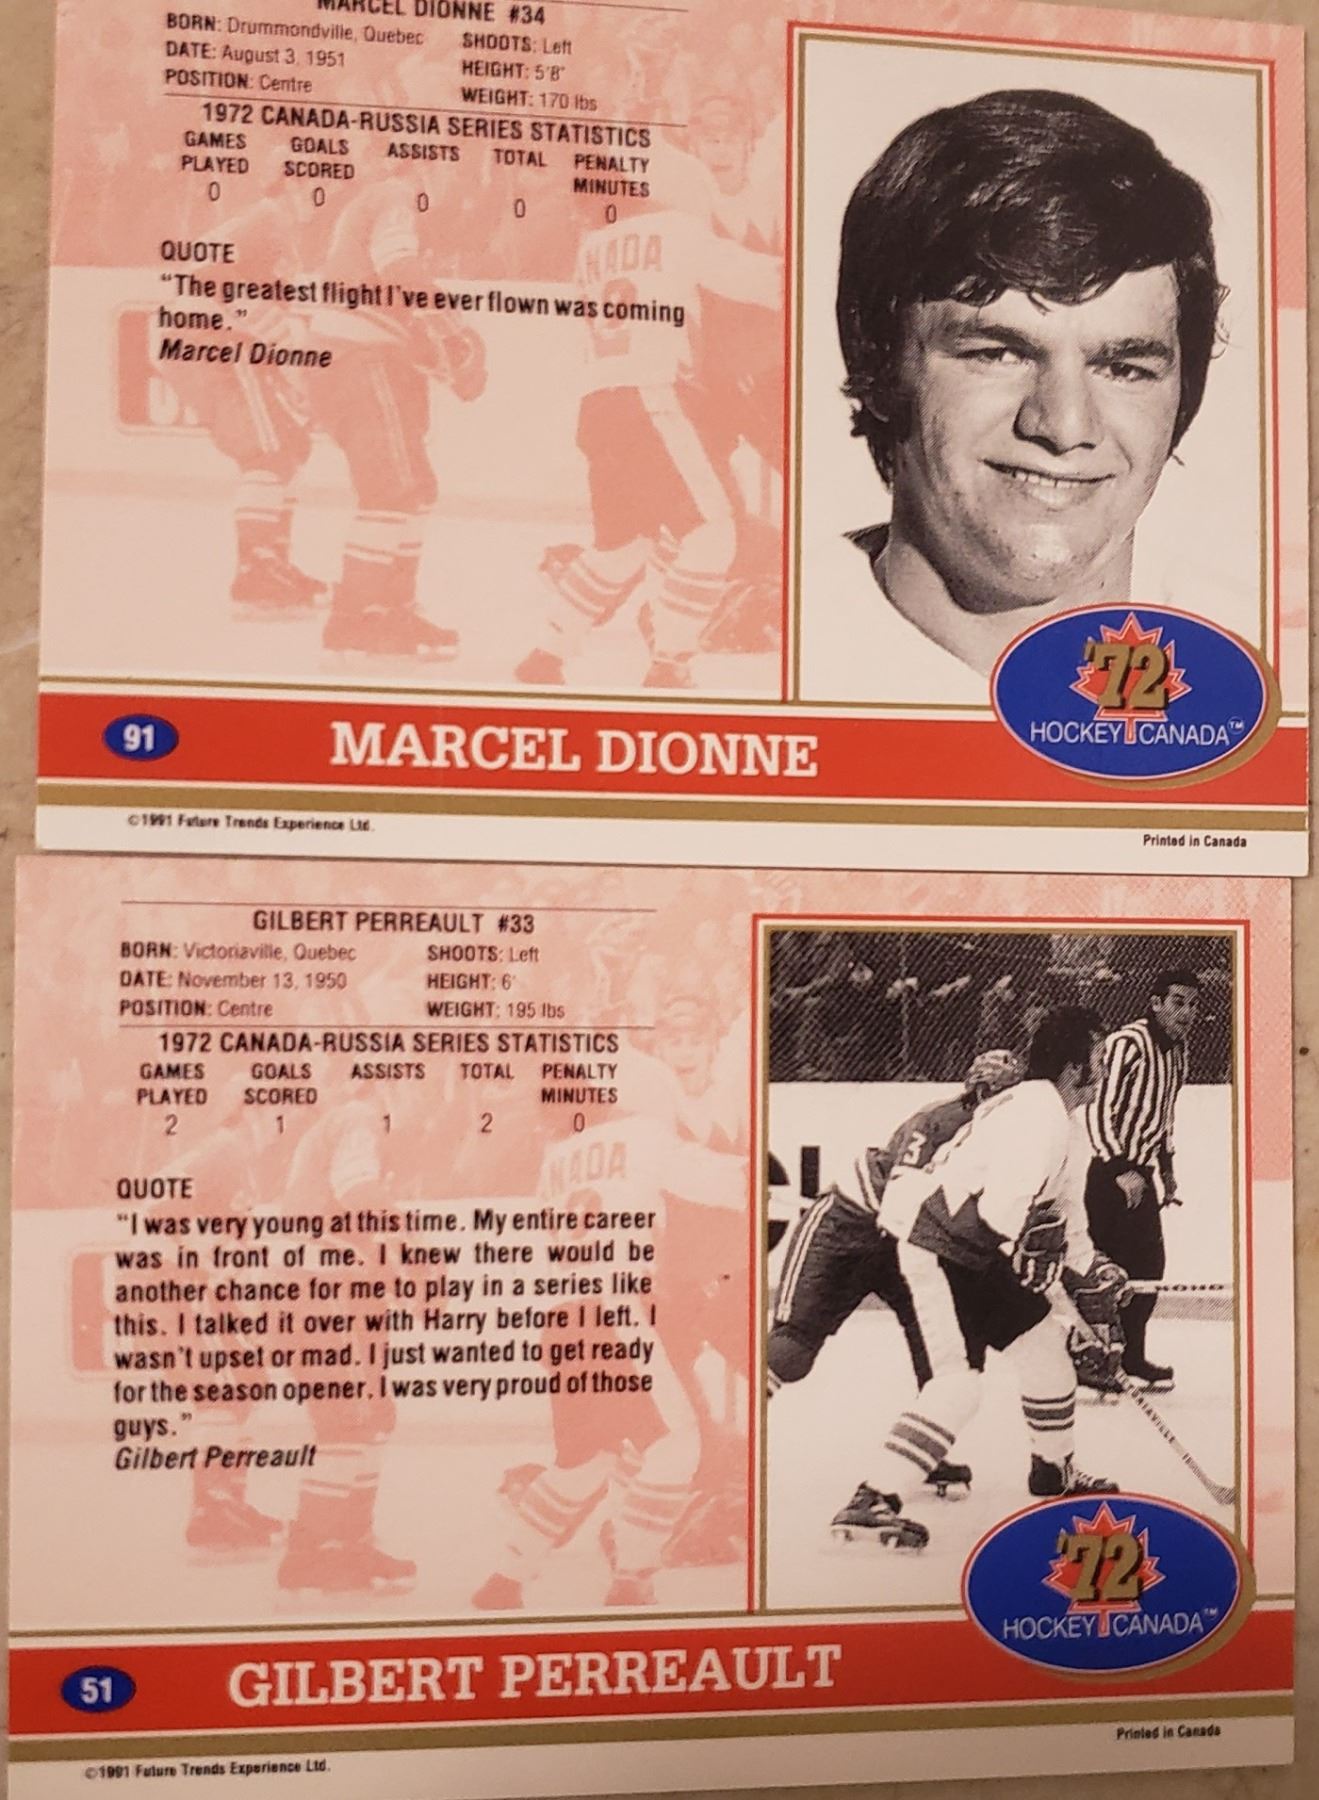 MARCEL DIONNE #34
BORN: Drummondville, Quebec SHOOTS: Left
DATE: August 3, 1951 HEIGHT: 5'8"
POSITION: Centre WEIGHT: 170 lbs
1972 CANADA-RUSSIA SERIES STATISTICS
GAMES GOALS ASSISTS TOTAL PENALTY
PLAYED SCORED MINUTES
0 0 0 0 0
QUOTE
"The greatest flight I've ever flown was coming
home."
Marcel Dionne
NADA
'72
HOCKEY CANADA™
91 MARCEL DIONNE
©1991 Future Trends Experience Ltd.
Printed in Canada
GILBERT PERREAULT #33
BORN: Victoriaville, Quebec SHOOTS: Left
DATE: November 13, 1950 HEIGHT: 6'
POSITION: Centre WEIGHT: 195 lbs
1972 CANADA-RUSSIA SERIES STATISTICS
GAMES GOALS ASSISTS TOTAL PENALTY
PLAYED SCORED MINUTES
2 1 1 2 0
QUOTE
"I was very young at this time. My entire career
was in front of me. I knew there would be
another chance for me to play in a series like
this. I talked it over with Harry before I left. I
wasn't upset or mad. I just wanted to get ready
for the season opener. I was very proud of those
guys."
Gilbert Perreault
NADA
3
KOHO
'72
HOCKEY CANADA™
51 GILBERT PERREAULT
Printed in Canada
©1991 Future Trends Experience Ltd.